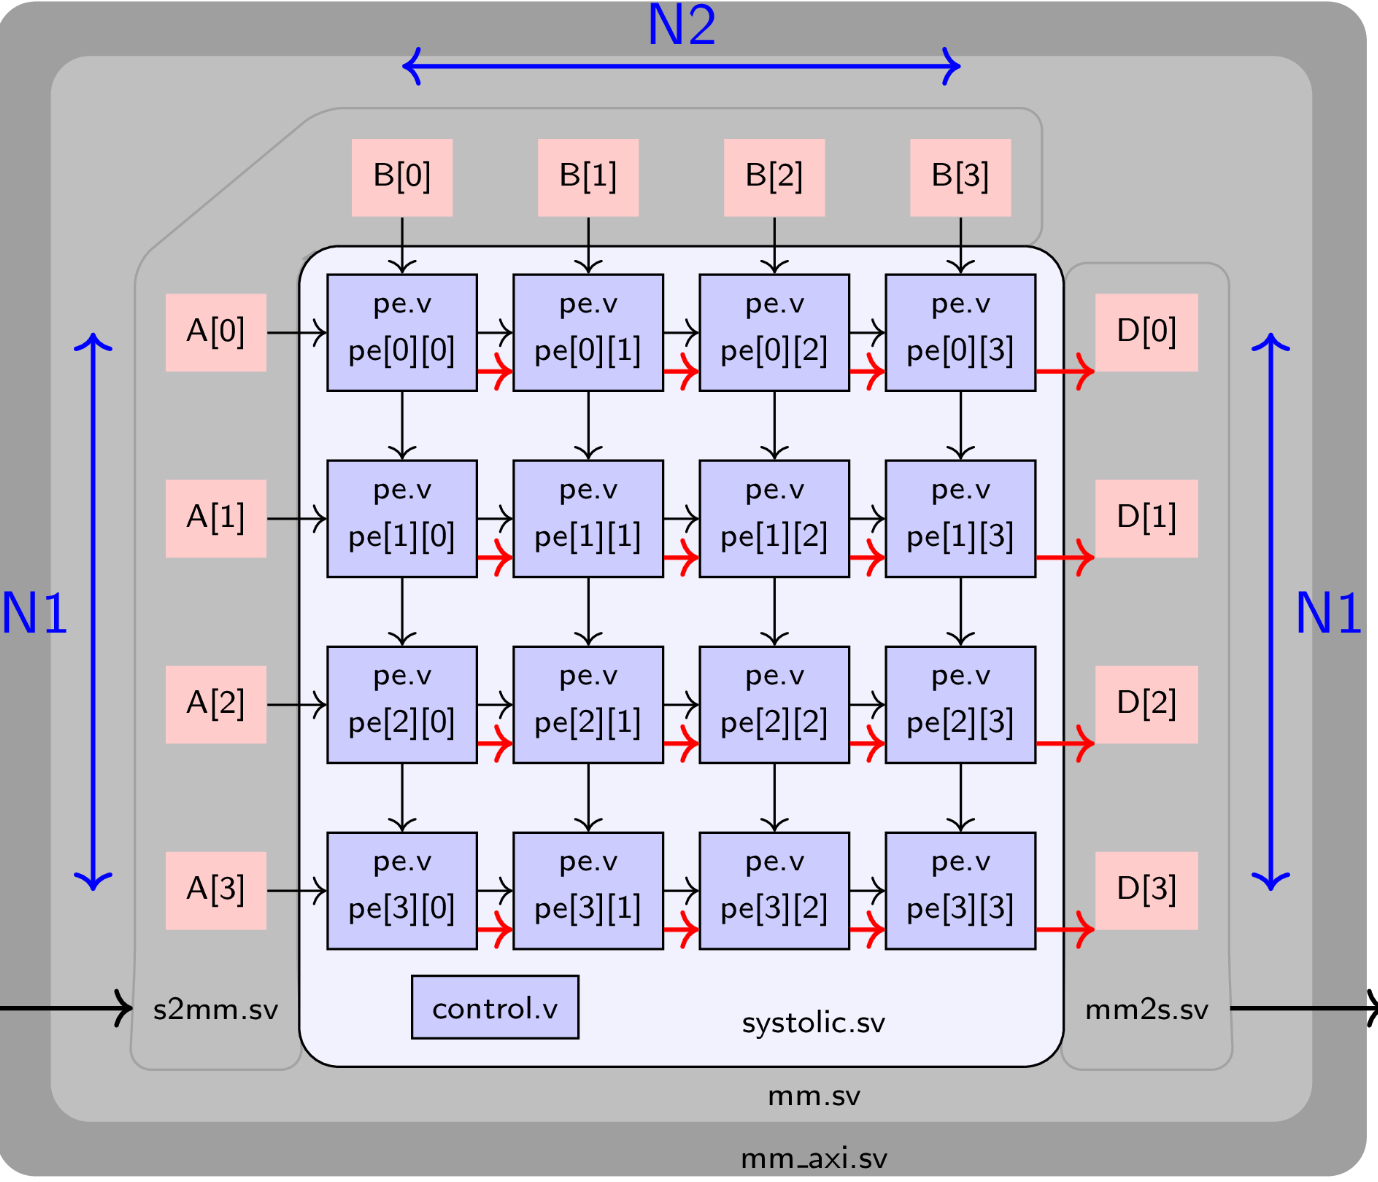 N2
B[0] B[1] B[2] B[3]
A[0] pe.v pe.v pe.v pe.v D[0]
pe[0][0] pe[0][1] pe[0][2] pe[0][3]
A[1] pe.v pe.v pe.v pe.v D[1]
pe[1][0] pe[1][1] pe[1][2] pe[1][3]
N1 N1
A[2] pe.v pe.v pe.v pe.v D[2]
pe[2][0] pe[2][1] pe[2][2] pe[2][3]
A[3] pe.v pe.v pe.v pe.v D[3]
pe[3][0] pe[3][1] pe[3][2] pe[3][3]
s2mm.sv control.v systolic.sv mm2s.sv
mm.sv
mm_axi.sv